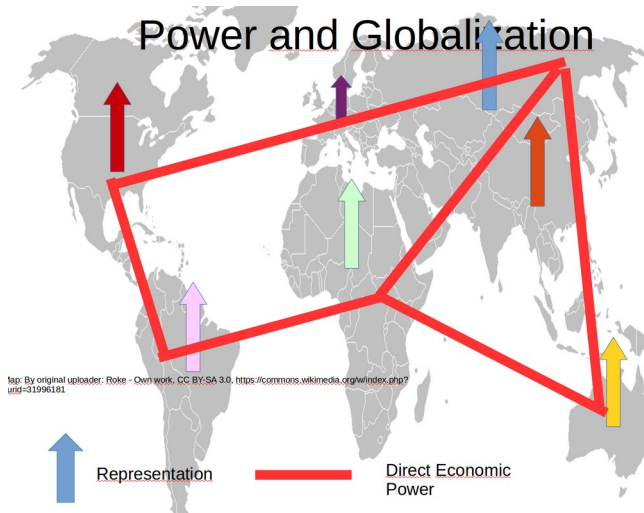 Power and Globalization
Map: By original uploader: Roke - Own work, CC BY-SA 3.0, https://commons.wikimedia.org/w/index.php?
curid=31996181
Representation
Direct Economic
Power